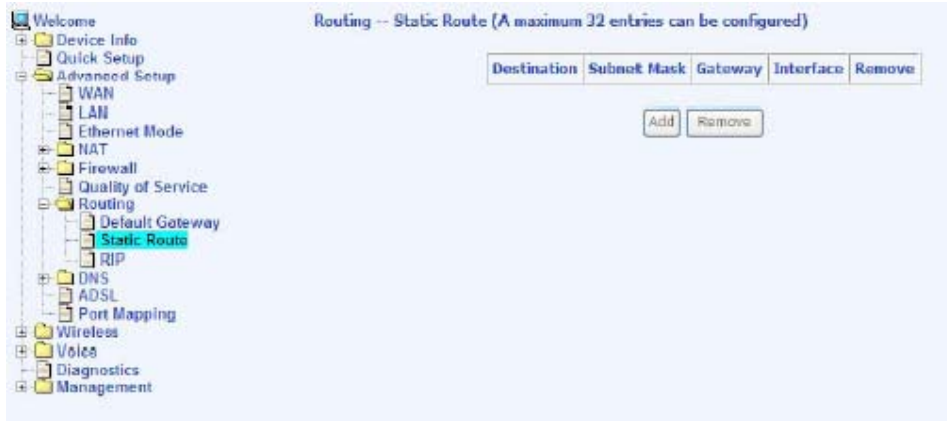 Welcome
Device Info
Quick Setup
Advanced Setup
WAN
LAN
Ethernet Mode
NAT
Firewall
Quality of Service
Routing
Default Gateway
Static Route
RIP
DNS
ADSL
Port Mapping
Wireless
Voice
Diagnostics
Management
Routing -- Static Route (A maximum 32 entries can be configured)
Destination Subnet Mask Gateway Interface Remove
Add Remove